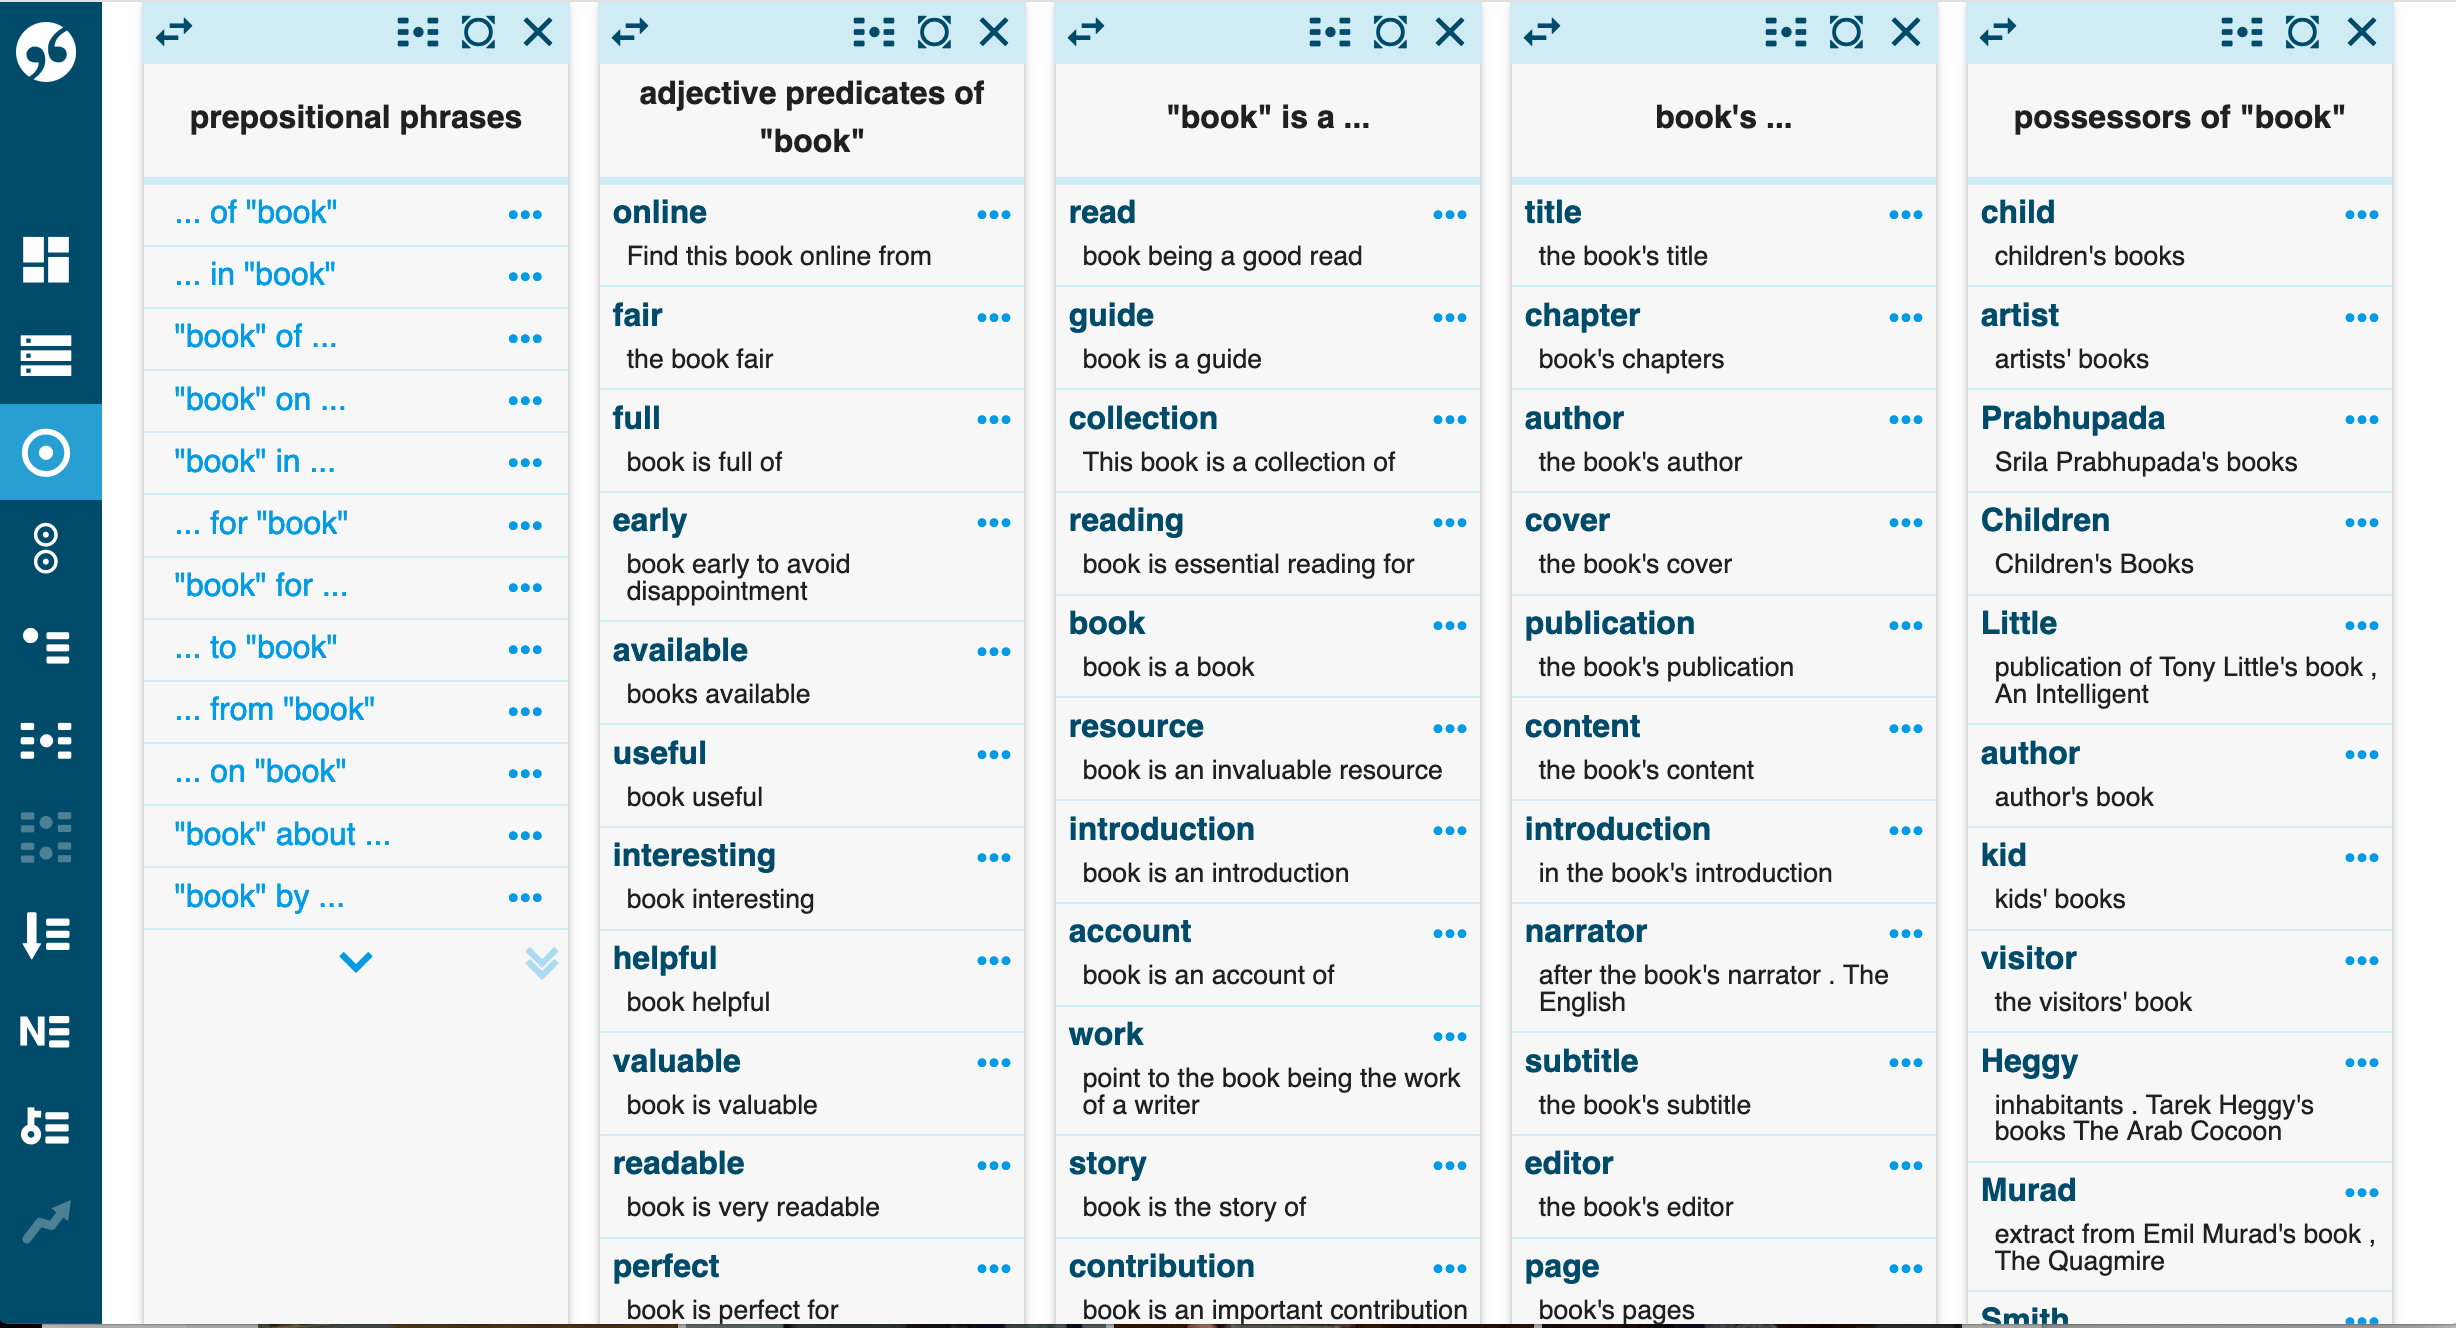 prepositional phrases
... of "book"
... in "book"
"book" of ...
"book" on ...
"book" in ...
... for "book"
"book" for ...
... to "book"
... from "book"
... on "book"
"book" about ...
"book" by ...
adjective predicates of
"book"
online
Find this book online from
fair
the book fair
full
book is full of
early
book early to avoid
disappointment
available
books available
useful
book useful
interesting
book interesting
helpful
book helpful
valuable
book is valuable
readable
book is very readable
perfect
book is perfect for
"book" is a ...
read
book being a good read
guide
book is a guide
collection
This book is a collection of
reading
book is essential reading for
book
book is a book
resource
book is an invaluable resource
introduction
book is an introduction
account
book is an account of
work
point to the book being the work
of a writer
story
book is the story of
contribution
book is an important contribution
book's ...
title
the book's title
chapter
book's chapters
author
the book's author
cover
the book's cover
publication
the book's publication
content
the book's content
introduction
in the book's introduction
narrator
after the book's narrator . The
English
subtitle
the book's subtitle
editor
the book's editor
page
book's pages
possessors of "book"
child
children's books
artist
artists' books
Prabhupada
Srila Prabhupada's books
Children
Children's Books
Little
publication of Tony Little's book ,
An Intelligent
author
author's book
kid
kids' books
visitor
the visitors' book
Heggy
inhabitants . Tarek Heggy's
books The Arab Cocoon
Murad
extract from Emil Murad's book ,
The Quagmire
Smith